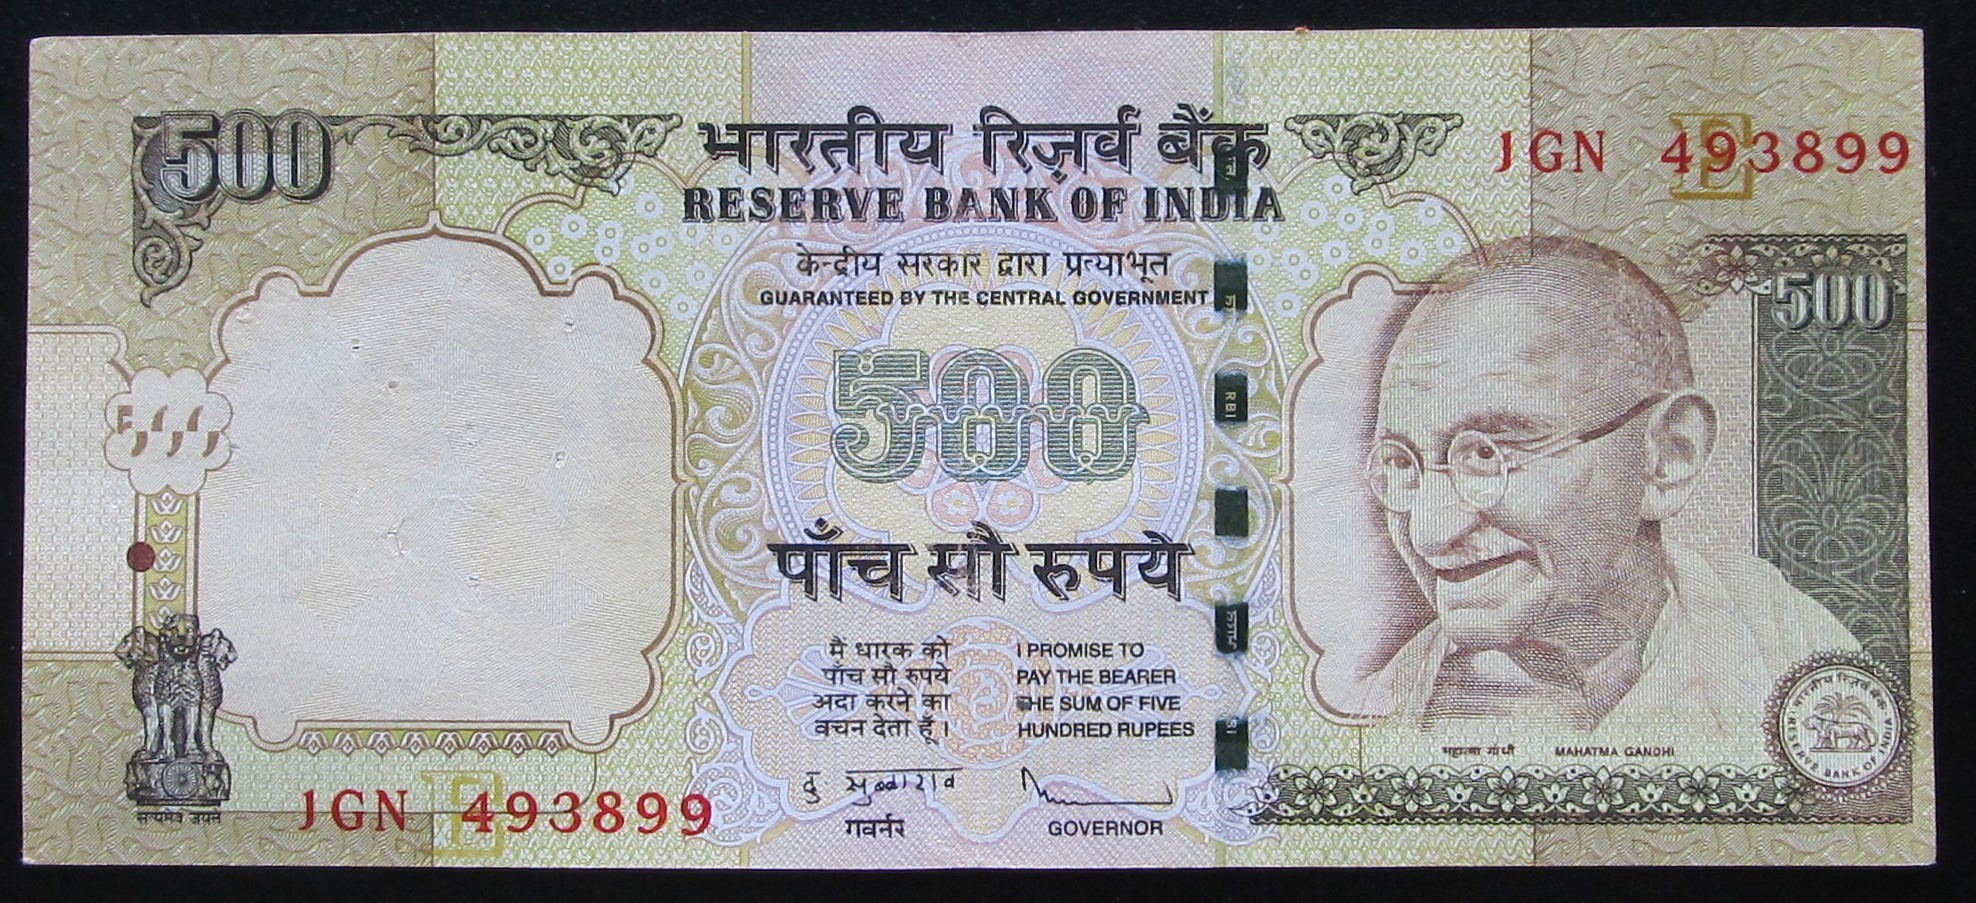 500
भारतीय रिज़र्व बैंक
JGN 493899
RESERVE BANK OF INDIA
केन्द्रीय सरकार द्वारा प्रत्याभूत
GUARANTEED BY THE CENTRAL GOVERNMENT
500
500
RBI
पाँच सौ रुपये
मैं धारक को
पाँच सौ रुपये
अदा करने का
वचन देता हूँ।
I PROMISE TO
PAY THE BEARER
THE SUM OF FIVE
HUNDRED RUPEES
महात्मा गांधी
MAHATMA GANDHI
भारतीय रिज़र्व बैंक
RESERVE BANK OF INDIA
दु. सुब्बाराव
गवर्नर
GOVERNOR
सत्यमेव जयते
JGN 493899
E
E